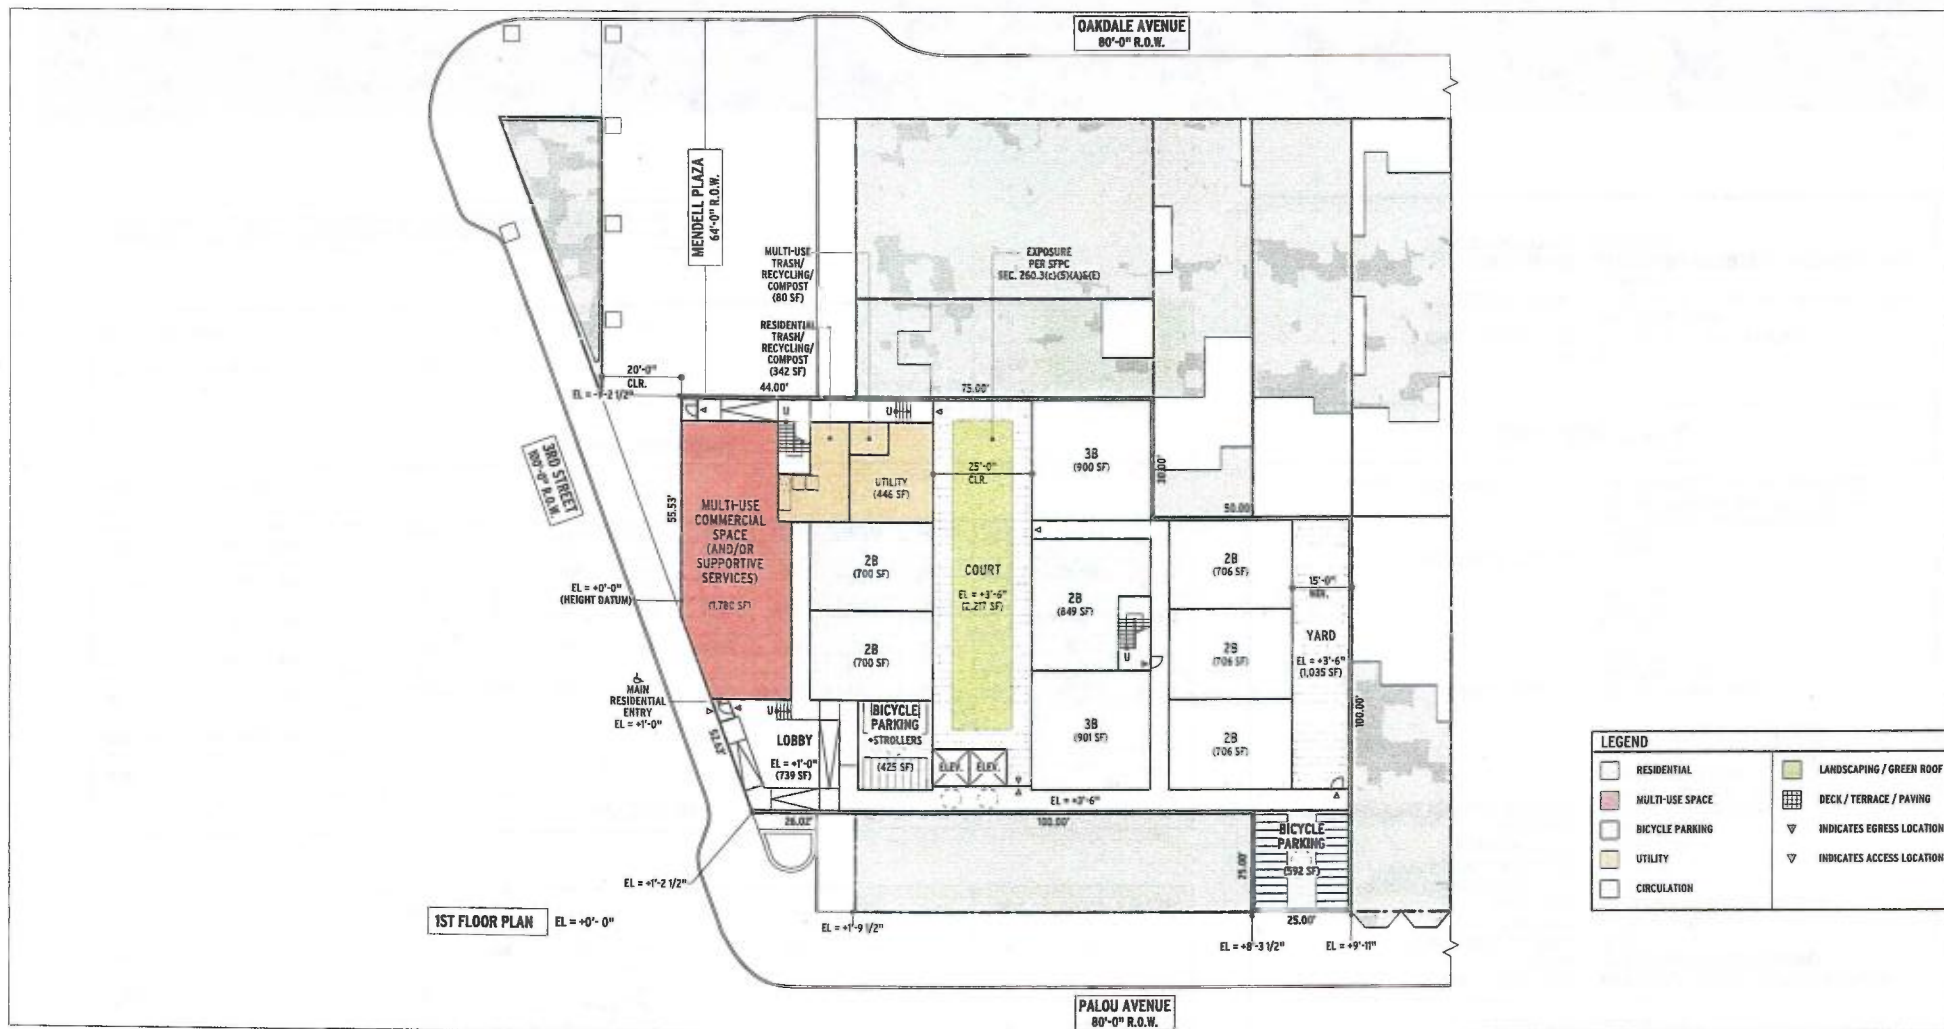 OAKDALE AVENUE
80'-0" R.O.W.
MENDELL PLAZA
64'-0" R.O.W.
MULTI-USE
TRASH/
RECYCLING/
COMPOST
(80 SF)
EXPOSURE
PER SFPC
SEC. 260.3(c)(5)(A)&(E)
RESIDENTIAL
TRASH/
RECYCLING/
COMPOST
(342 SF)
20'-0"
CLR.
44.00'
75.00'
3RD STREET
100'-0" R.O.W.
55.53'
U
U
MULTI-USE
COMMERCIAL
SPACE
(AND/OR
SUPPORTIVE
SERVICES)
(1,780 SF)
UTILITY
(446 SF)
25'-0"
CLR.
3B
(900 SF)
30.00'
50.00'
2B
(700 SF)
COURT
EL = +3'-6"
(2,217 SF)
2B
(849 SF)
U
2B
(706 SF)
15'-0"
EL = +0'-0"
(HEIGHT DATUM)
2B
(700 SF)
2B
(706 SF)
YARD
EL = +3'-6"
(1,035 SF)
MAIN
RESIDENTIAL
ENTRY
EL = +1'-0"
52.63'
U
LOBBY
EL = +1'-0"
(739 SF)
BICYCLE
PARKING
+STROLLERS
(425 SF)
ELEV.
ELEV.
3B
(901 SF)
2B
(706 SF)
100.00'
EL = +3'-6"
26.02'
100.00'
BICYCLE
PARKING
(592 SF)
25.00'
25.00'
EL = +1'-2 1/2"
1ST FLOOR PLAN
EL = +0'- 0"
EL = +1'-9 1/2"
EL = +8'-3 1/2"
EL = +9'-11"
PALOU AVENUE
80'-0" R.O.W.
LEGEND
RESIDENTIAL
MULTI-USE SPACE
BICYCLE PARKING
UTILITY
CIRCULATION
LANDSCAPING / GREEN ROOF
DECK / TERRACE / PAVING
INDICATES EGRESS LOCATION
INDICATES ACCESS LOCATION